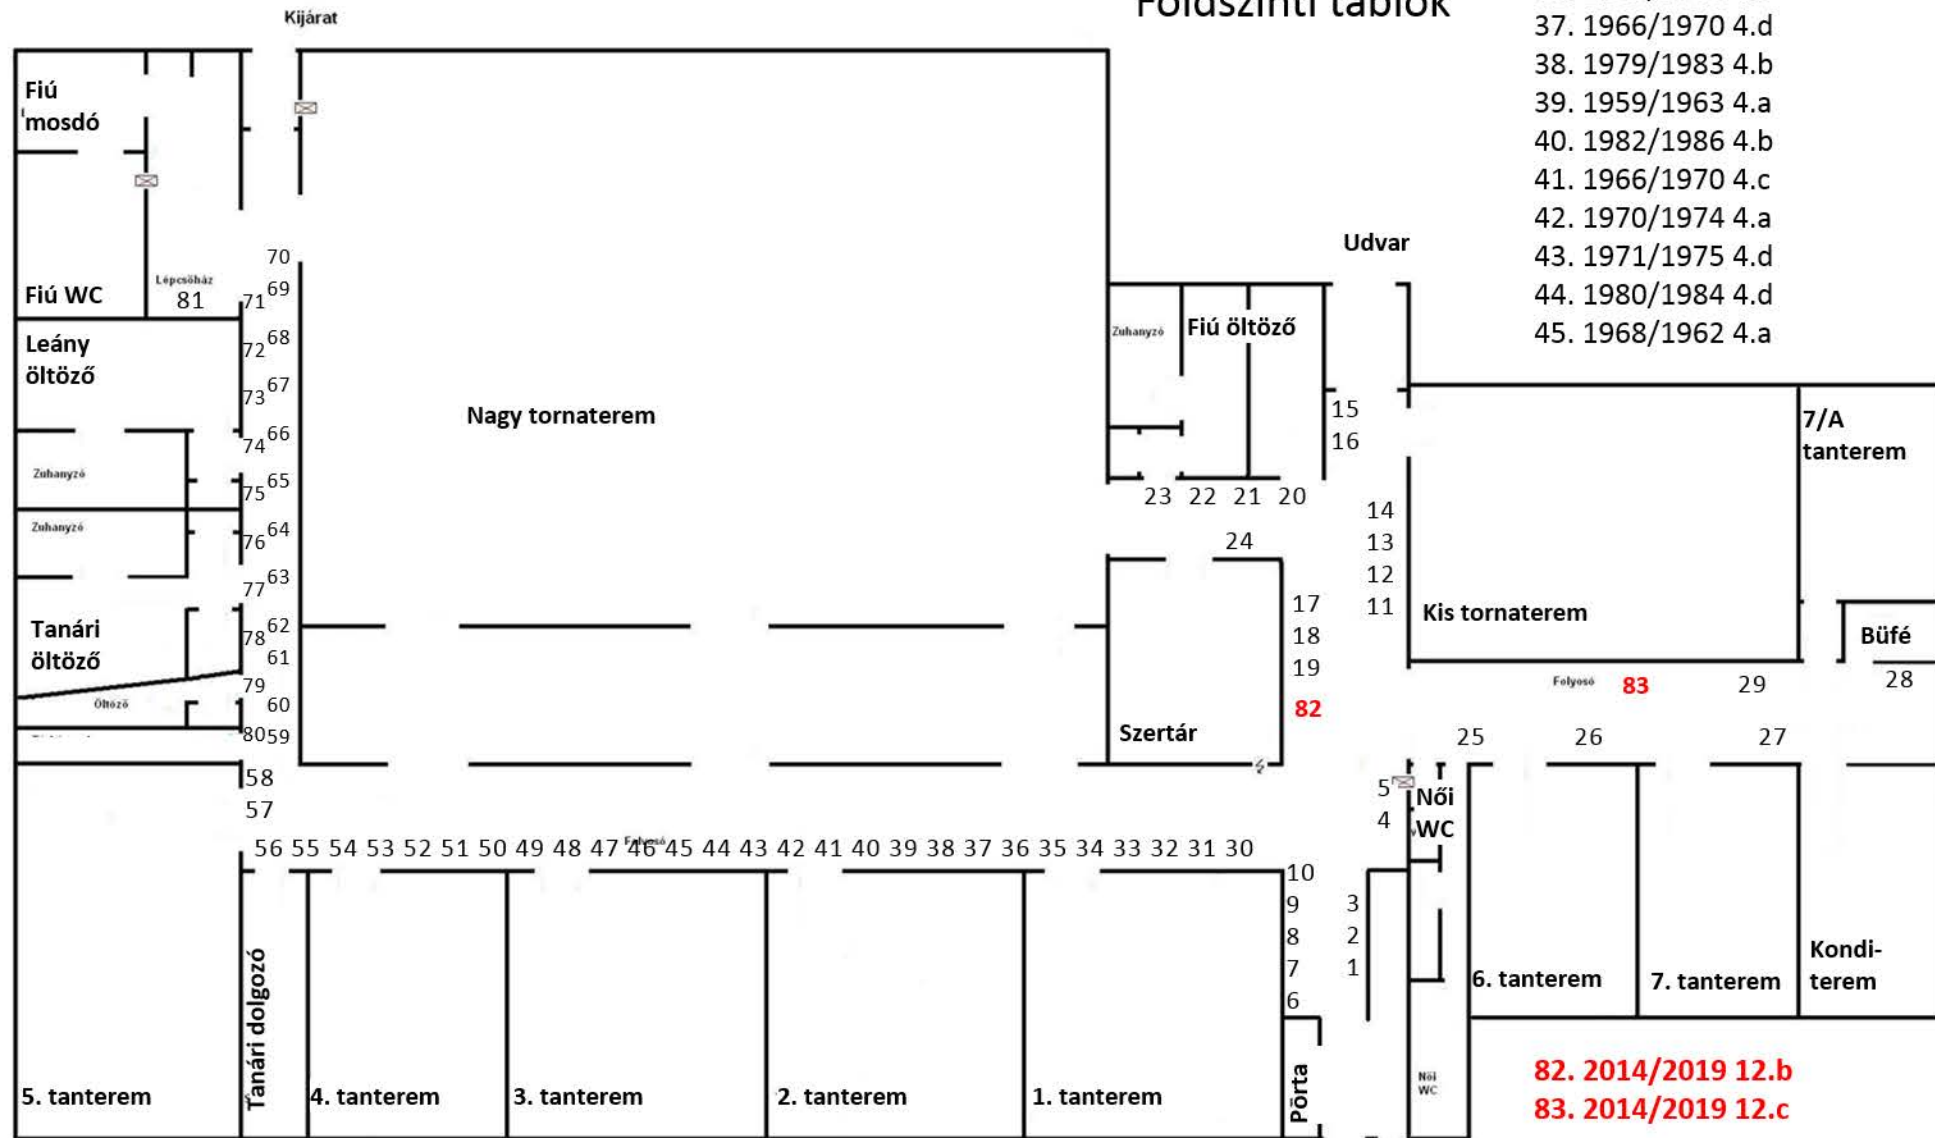 Kijárat
Földszinti tablók
37. 1966/1970 4.d
38. 1979/1983 4.b
39. 1959/1963 4.a
40. 1982/1986 4.b
41. 1966/1970 4.c
42. 1970/1974 4.a
43. 1971/1975 4.d
44. 1980/1984 4.d
45. 1968/1962 4.a
Fiú
mosdó
Udvar
70
Lépcsőház
81
Fiú WC
71
69
Leány
öltöző
72
68
73
67
74
66
Zuhanyzó
75
65
Zuhanyzó
76
64
77
63
Tanári
öltöző
78
62
61
79
Öltöző
60
80
59
58
57
Nagy tornaterem
Zuhanyzó
Fiú öltöző
15
16
23 22 21 20
24
14
13
12
11
17
18
19
82
Szertár
Kis tornaterem
7/A
tanterem
Büfé
Folyosó
83
29
28
25
26
27
5
4
Női
WC
Folyosó
56 55 54 53 52 51 50 49 48 47 46 45 44 43 42 41 40 39 38 37 36 35 34 33 32 31 30
10
9
8
7
6
3
2
1
6. tanterem
7. tanterem
Kondi-
terem
5. tanterem
Tanári dolgozó
4. tanterem
3. tanterem
2. tanterem
1. tanterem
Porta
Női
WC
82. 2014/2019 12.b
83. 2014/2019 12.c